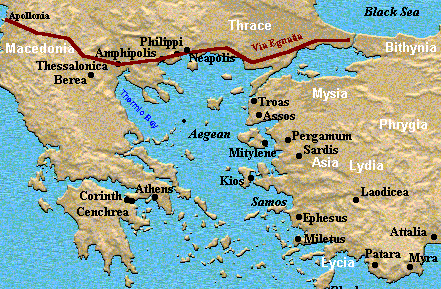 Black Sea
Apollonia
Thrace
Macedonia
Philippi
Via Egnatia
Bithynia
Amphipolis
Neapolis
Thessalonica
Berea
Thermic Bay
Mysia
Troas
Assos
Aegean
Phrygia
Pergamum
Mitylene
Sardis
Asia
Lydia
Kios
Athens
Corinth
Cenchrea
Samos
Laodicea
Ephesus
Miletus
Attalia
Lycia
Patara
Myra